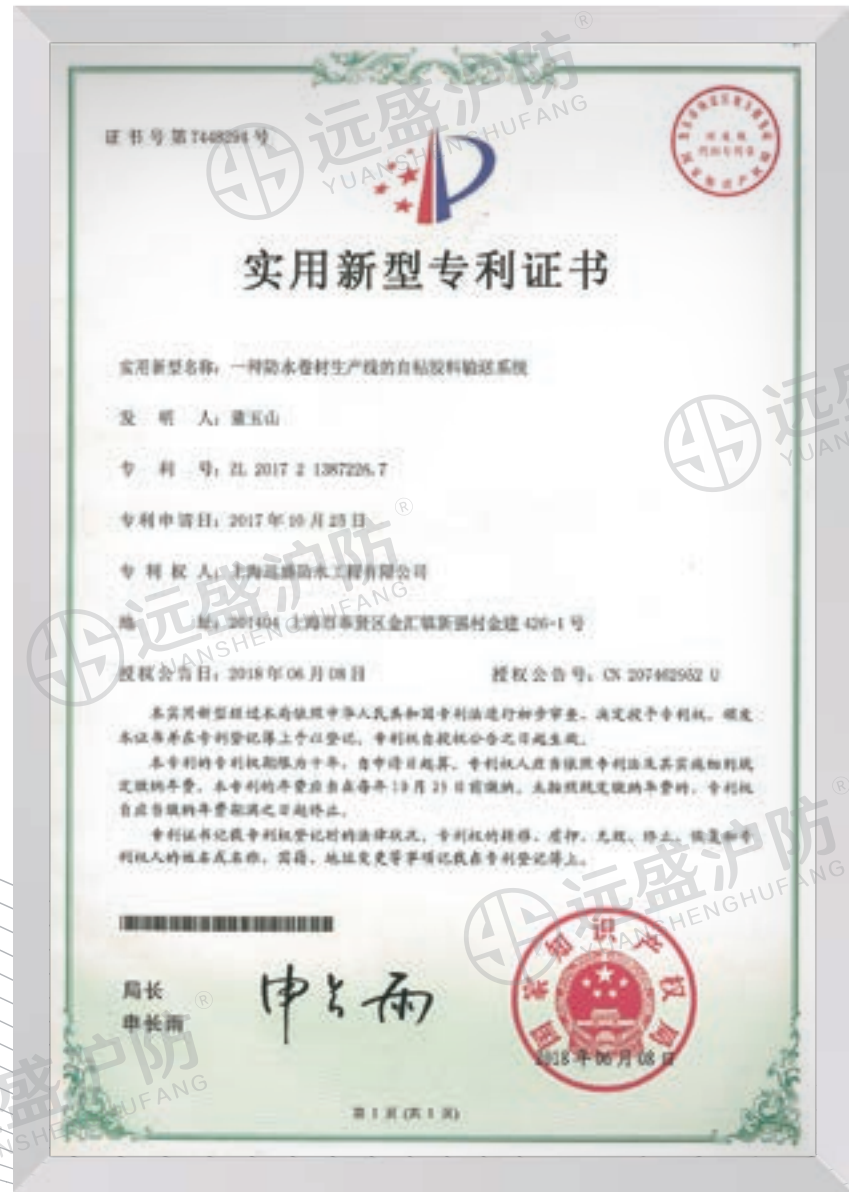 证书号第7448294号
实用新型专利证书
实用新型名称：一种防水卷材生产线的自粘胶料输送系统
发 明 人：董玉山
专 利 号：ZL 2017 2 1387226.7
专利申请日：2017年10月25日
专 利 权 人：上海远盛防水工程有限公司
地 址：201404 上海市奉贤区金汇镇新强村金建426-1号
授权公告日：2018年06月08日 授权公告号：CN 207462952 U
本实用新型经过本局依照中华人民共和国专利法进行初步审查，决定授予专利权，颁发
本证书并在专利登记簿上予以登记。专利权自授权公告之日起生效。
本专利的专利权期限为十年，自申请日起算。专利权人应当依照专利法及其实施细则规
定缴纳年费。本专利的年费应当在每年10月25日前缴纳。未按照规定缴纳年费的，专利权
自应当缴纳年费期满之日起终止。
专利证书记载专利权登记时的法律状况。专利权的转移、质押、无效、终止、恢复和专
利权人的姓名或名称、国籍、地址变更等事项记载在专利登记簿上。
局长
申长雨
申长雨
国家知识产权局
2018年06月08日
第1页(共1页)
远盛沪防®
YUANSHENGHUFANG